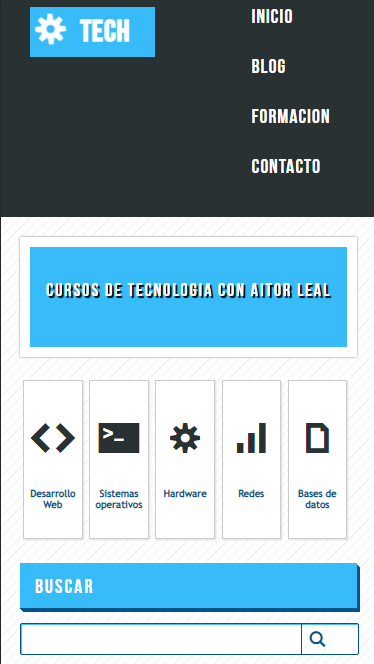 TECH
INICIO
BLOG
FORMACION
CONTACTO
CURSOS DE TECNOLOGIA CON AITOR LEAL
>_
Desarrollo
Web
Sistemas
operativos
Hardware
Redes
Bases de
datos
BUSCAR